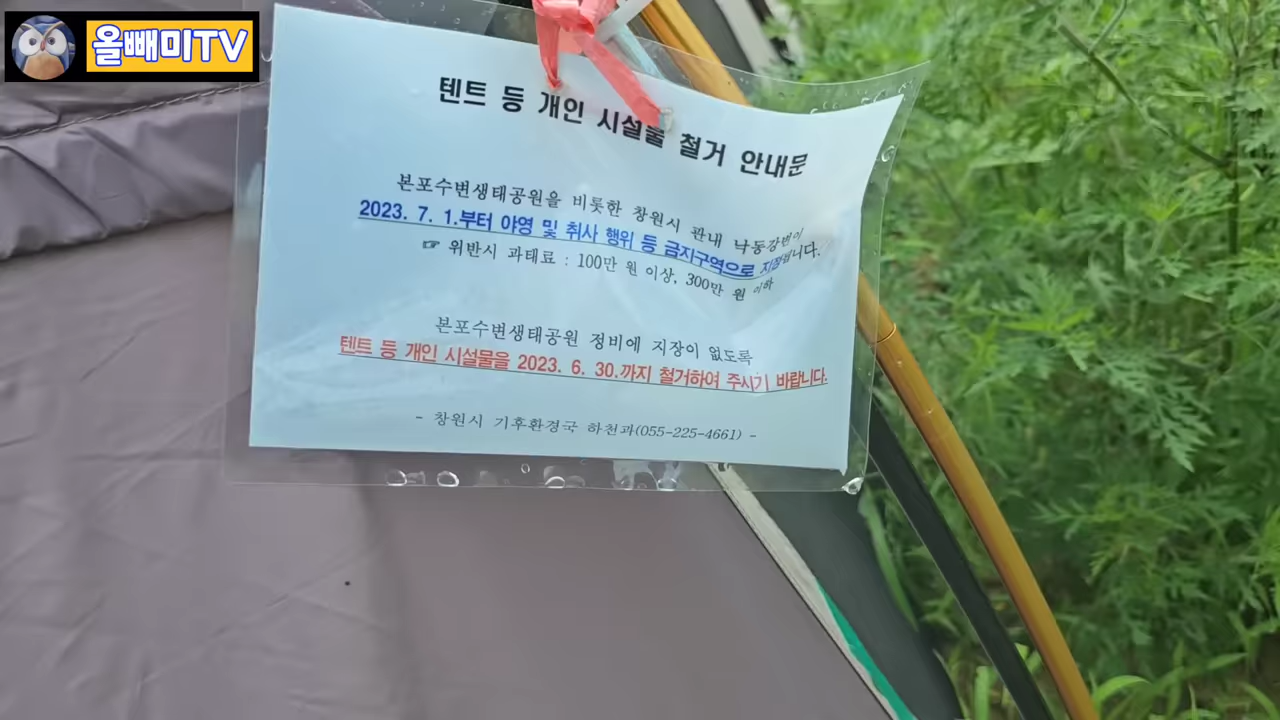 올빼미TV
텐트 등 개인 시설물 철거 안내문
본포수변생태공원을 비롯한 창원시 관내 낙동강변이
2023. 7. 1.부터 야영 및 취사 행위 등 금지구역으로 지정됩니다.
☞ 위반시 과태료 : 100만 원 이상, 300만 원 이하
본포수변생태공원 정비에 지장이 없도록
텐트 등 개인 시설물을 2023. 6. 30.까지 철거하여 주시기 바랍니다.
- 창원시 기후환경국 하천과(055-225-4661) -